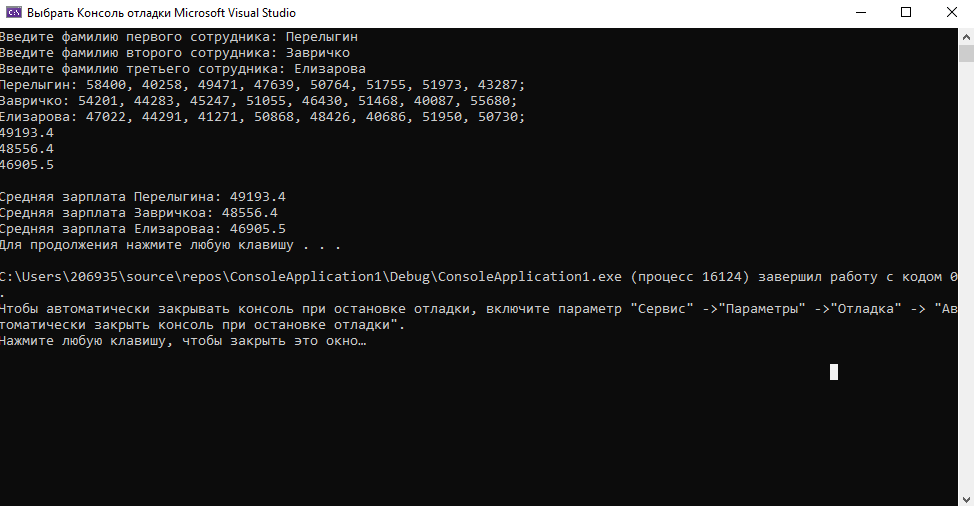 Выбрать Консоль отладки Microsoft Visual Studio
Введите фамилию первого сотрудника: Перелыгин
Введите фамилию второго сотрудника: Завричко
Введите фамилию третьего сотрудника: Елизарова
Перелыгин: 58400, 40258, 49471, 47639, 50764, 51755, 51973, 43287;
Завричко: 54201, 44283, 45247, 51055, 46430, 51468, 40087, 55680;
Елизарова: 47022, 44291, 41271, 50868, 48426, 40686, 51950, 50730;
49193.4
48556.4
46905.5
Средняя зарплата Перелыгина: 49193.4
Средняя зарплата Завричкоа: 48556.4
Средняя зарплата Елизароваа: 46905.5
Для продолжения нажмите любую клавишу . . .
C:\Users\206935\source\repos\ConsoleApplication1\Debug\ConsoleApplication1.exe (процесс 16124) завершил работу с кодом 0
.
Чтобы автоматически закрывать консоль при остановке отладки, включите параметр "Сервис" ->"Параметры" ->"Отладка" -> "Ав
томатически закрыть консоль при остановке отладки".
Нажмите любую клавишу, чтобы закрыть это окно…